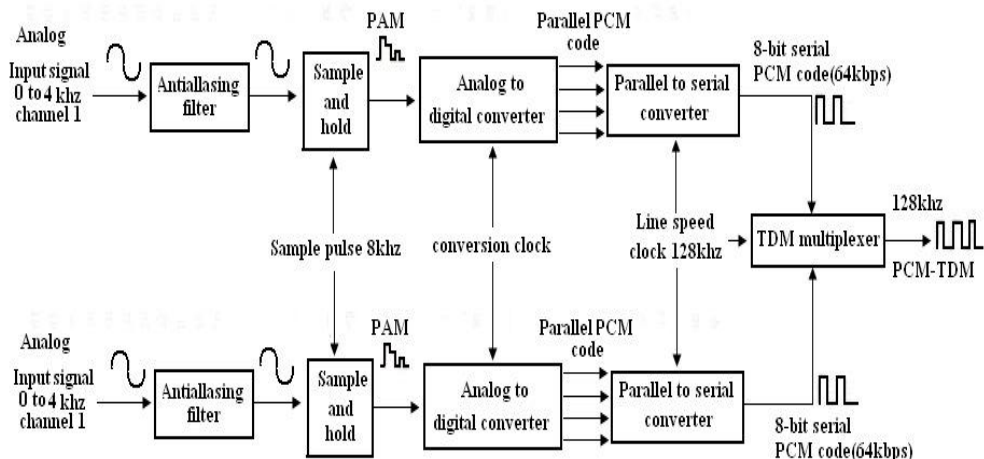 Analog
Input signal
0 to 4 khz
channel 1
Antiallasing
filter
Sample
and
hold
PAM
Analog to
digital converter
Parallel PCM
code
Parallel to serial
converter
8-bit serial
PCM code(64kbps)
Sample pulse 8khz
conversion clock
Line speed
clock 128khz
TDM multiplexer
128khz
PCM-TDM
Analog
Input signal
0 to 4 khz
channel 1
Antiallasing
filter
Sample
and
hold
PAM
Analog to
digital converter
Parallel PCM
code
Parallel to serial
converter
8-bit serial
PCM code(64kbps)